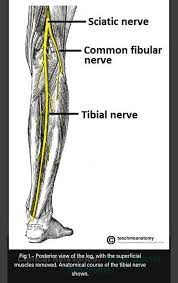 Sciatic nerve
Common fibular
nerve
Tibial nerve
© teachmeanatomy
Fig 1 – Posterior view of the leg, with the superficial
muscles removed. Anatomical course of the tibial nerve
shown.